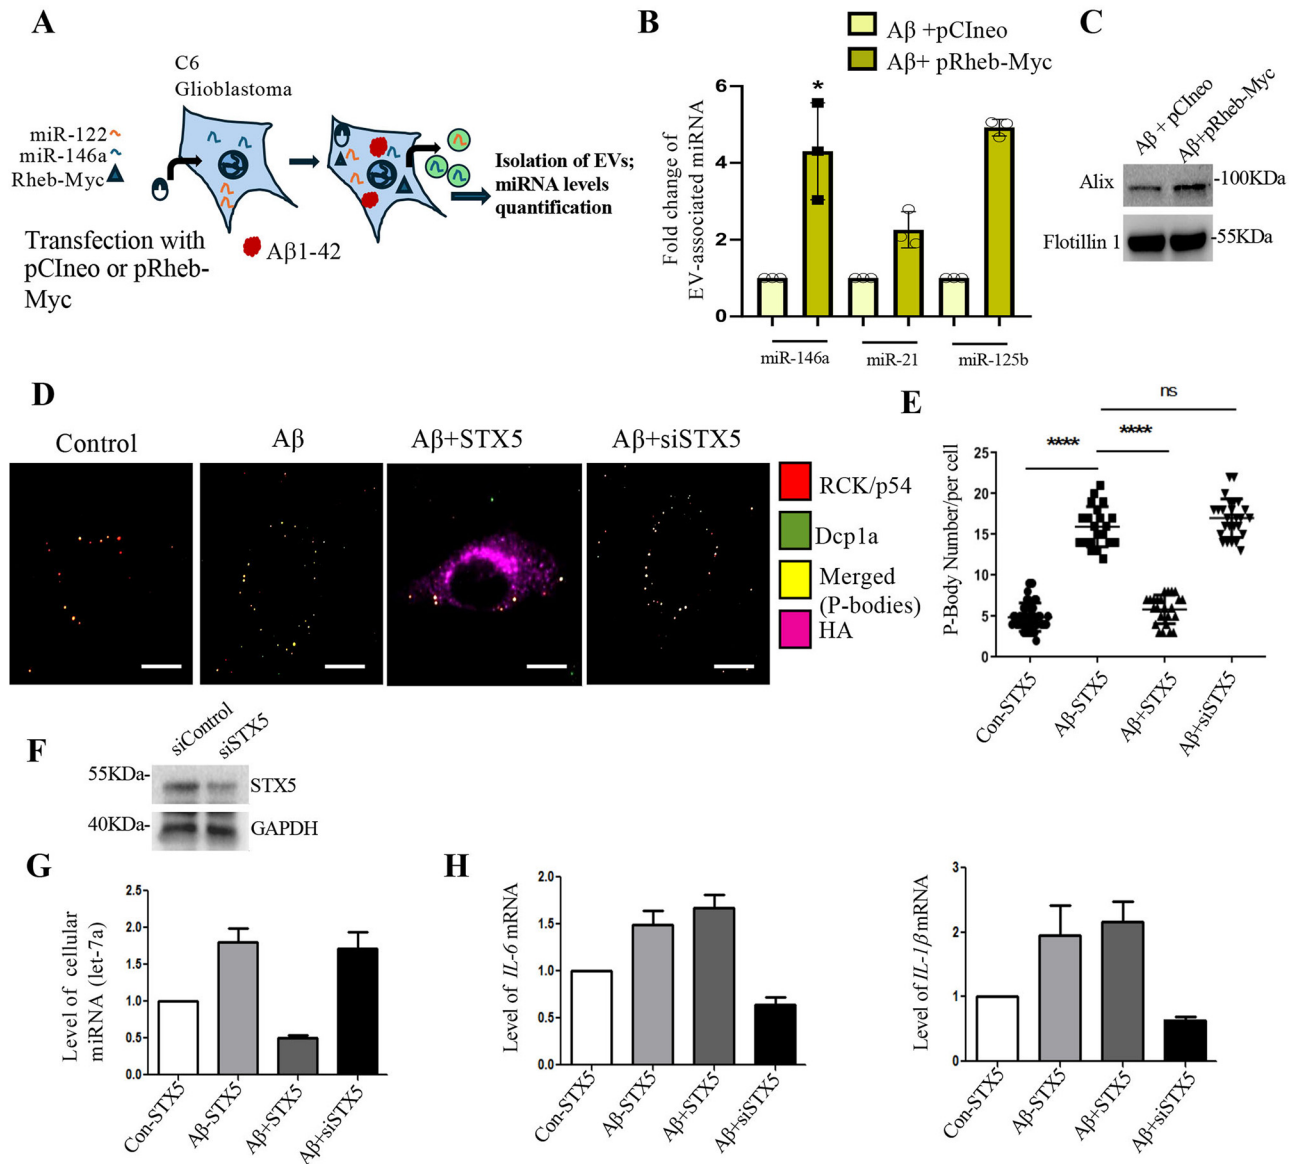 A
C6
Glioblastoma
miR-122
miR-146a
Rheb-Myc
Isolation of EVs;
miRNA levels
quantification
Transfection with
pCIneo or pRheb-
Myc
Aβ1-42
B
Aβ +pCIneo
Aβ+ pRheb-Myc
Fold change of
EV-associated miRNA
6
4
2
0
*
miR-146a
miR-21
miR-125b
C
Aβ + pCIneo
Aβ+pRheb-Myc
Alix
-100KDa
Flotillin 1
-55KDa
D
Control
Aβ
Aβ+STX5
Aβ+siSTX5
RCK/p54
Dcp1a
Merged
(P-bodies)
HA
E
P-Body Number/per cell
25
20
15
10
5
0
****
****
ns
Con-STX5
Aβ-STX5
Aβ+STX5
Aβ+siSTX5
F
siControl
siSTX5
55KDa-
STX5
40KDa-
GAPDH
G
Level of cellular
miRNA (let-7a)
2.5
2.0
1.5
1.0
0.5
0.0
Con-STX5
Aβ-STX5
Aβ+STX5
Aβ+siSTX5
H
Level of IL-6 mRNA
2.0
1.5
1.0
0.5
0.0
Con-STX5
Aβ-STX5
Aβ+STX5
Aβ+siSTX5
Level of IL-1β mRNA
3
2
1
0
Con-STX5
Aβ-STX5
Aβ+STX5
Aβ+siSTX5